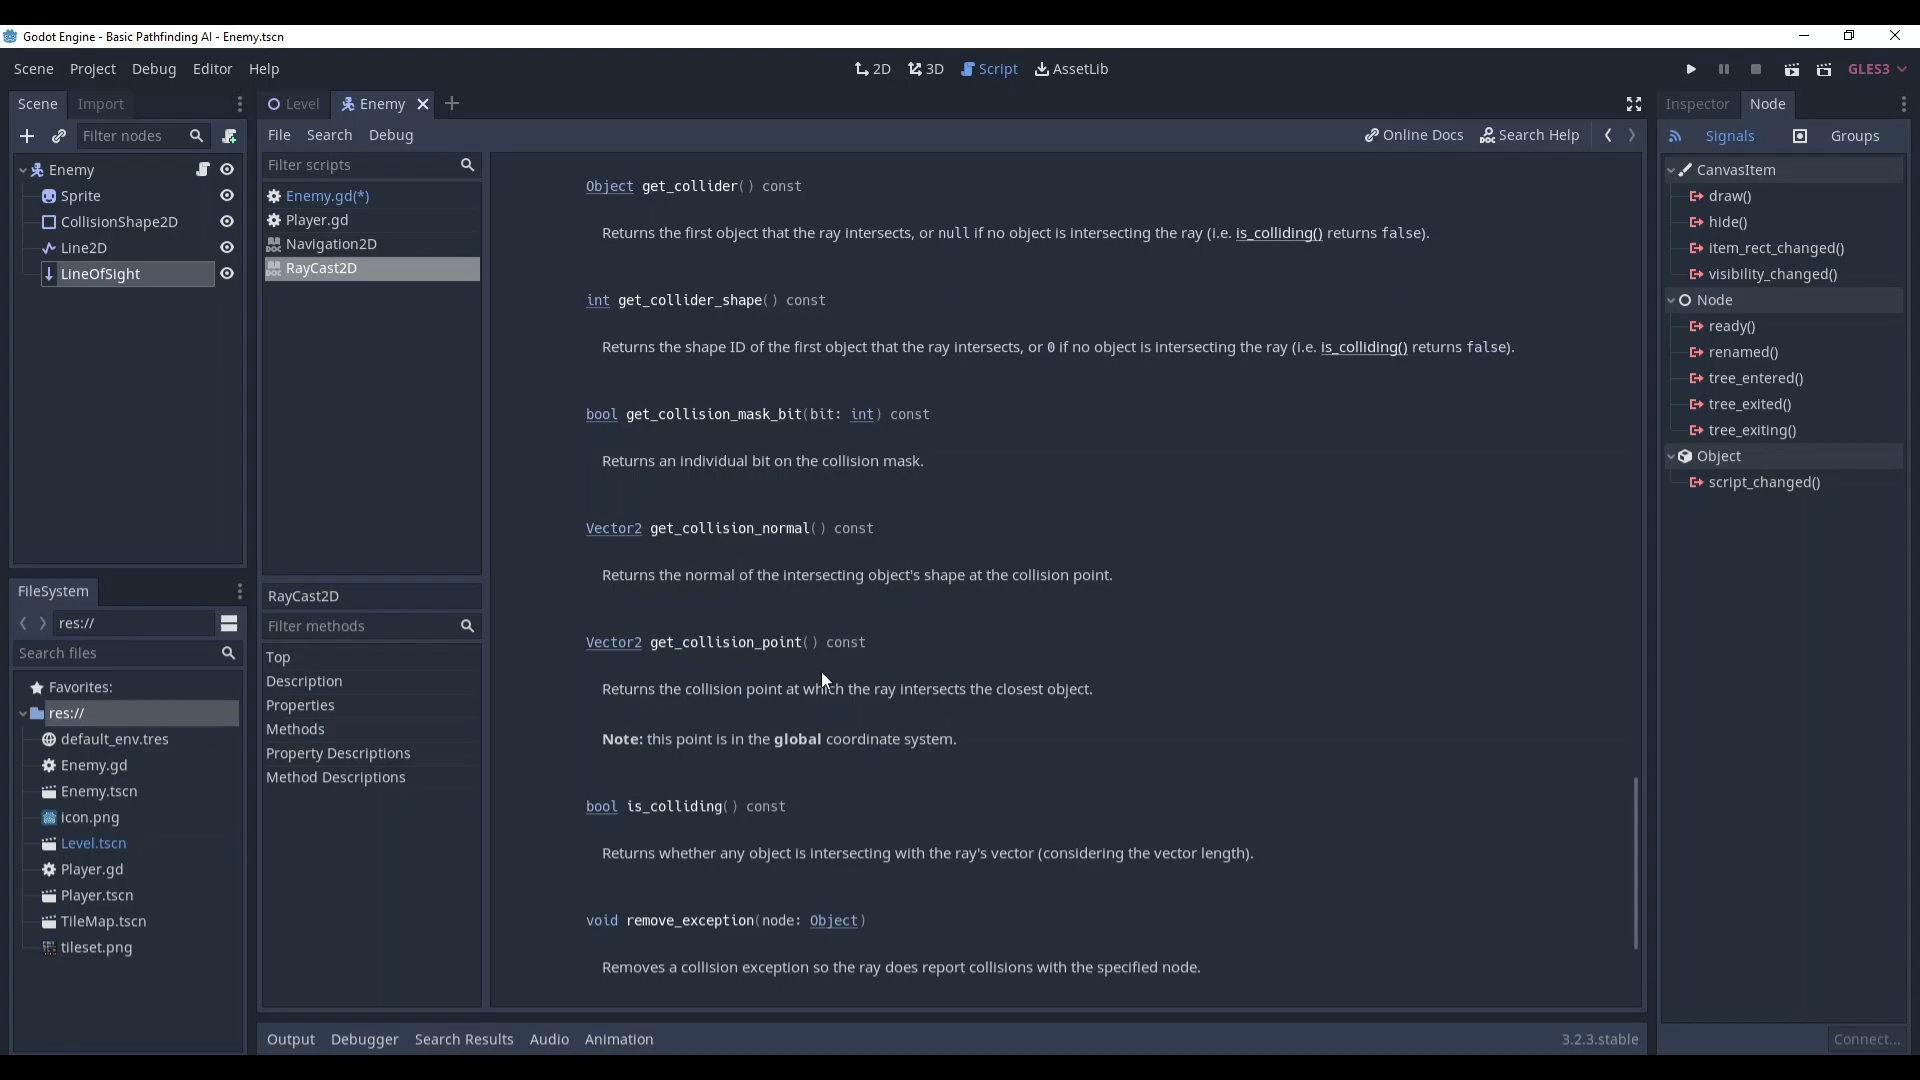 Godot Engine - Basic Pathfinding AI - Enemy.tscn
Scene Project Debug Editor Help
2D 3D Script AssetLib
GLES3
Scene Import
Filter nodes
Enemy
Sprite
CollisionShape2D
Line2D
LineOfSight
FileSystem
res://
Search files
Favorites:
res://
default_env.tres
Enemy.gd
Enemy.tscn
icon.png
Level.tscn
Player.gd
Player.tscn
TileMap.tscn
tileset.png
Level Enemy
File Search Debug
Online Docs Search Help
Filter scripts
Enemy.gd(*)
Player.gd
Navigation2D
RayCast2D
RayCast2D
Filter methods
Top
Description
Properties
Methods
Property Descriptions
Method Descriptions
Object get_collider() const
Returns the first object that the ray intersects, or null if no object is intersecting the ray (i.e. is_colliding() returns false).
int get_collider_shape() const
Returns the shape ID of the first object that the ray intersects, or 0 if no object is intersecting the ray (i.e. is_colliding() returns false).
bool get_collision_mask_bit(bit: int) const
Returns an individual bit on the collision mask.
Vector2 get_collision_normal() const
Returns the normal of the intersecting object's shape at the collision point.
Vector2 get_collision_point() const
Returns the collision point at which the ray intersects the closest object.
Note: this point is in the global coordinate system.
bool is_colliding() const
Returns whether any object is intersecting with the ray's vector (considering the vector length).
void remove_exception(node: Object)
Removes a collision exception so the ray does report collisions with the specified node.
Output Debugger Search Results Audio Animation
3.2.3.stable
Inspector Node
Signals Groups
CanvasItem
draw()
hide()
item_rect_changed()
visibility_changed()
Node
ready()
renamed()
tree_entered()
tree_exited()
tree_exiting()
Object
script_changed()
Connect...